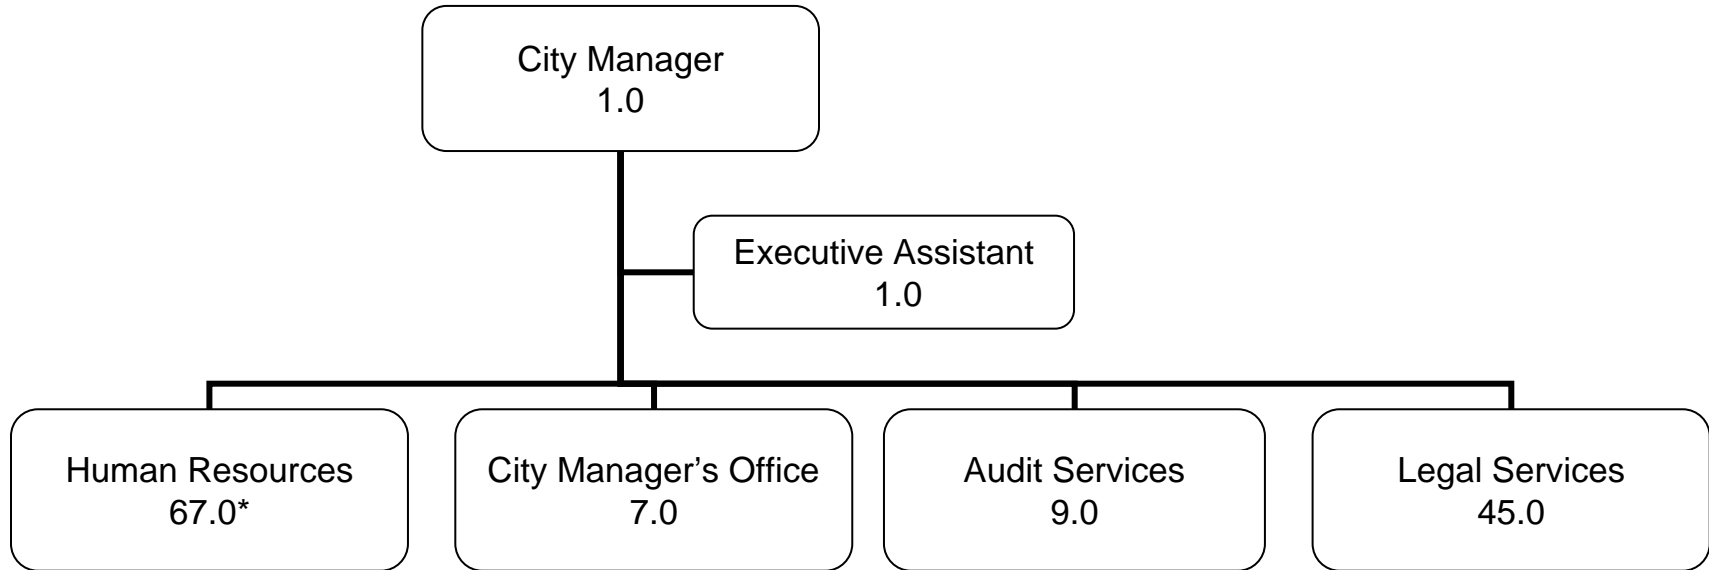 City Manager
1.0
Executive Assistant
1.0
Human Resources
67.0*
City Manager’s Office
7.0
Audit Services
9.0
Legal Services
45.0